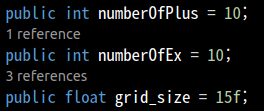 public int numberOfPlus = 10;
1 reference
public int numberOfEx = 10;
3 references
public float grid_size = 15f;